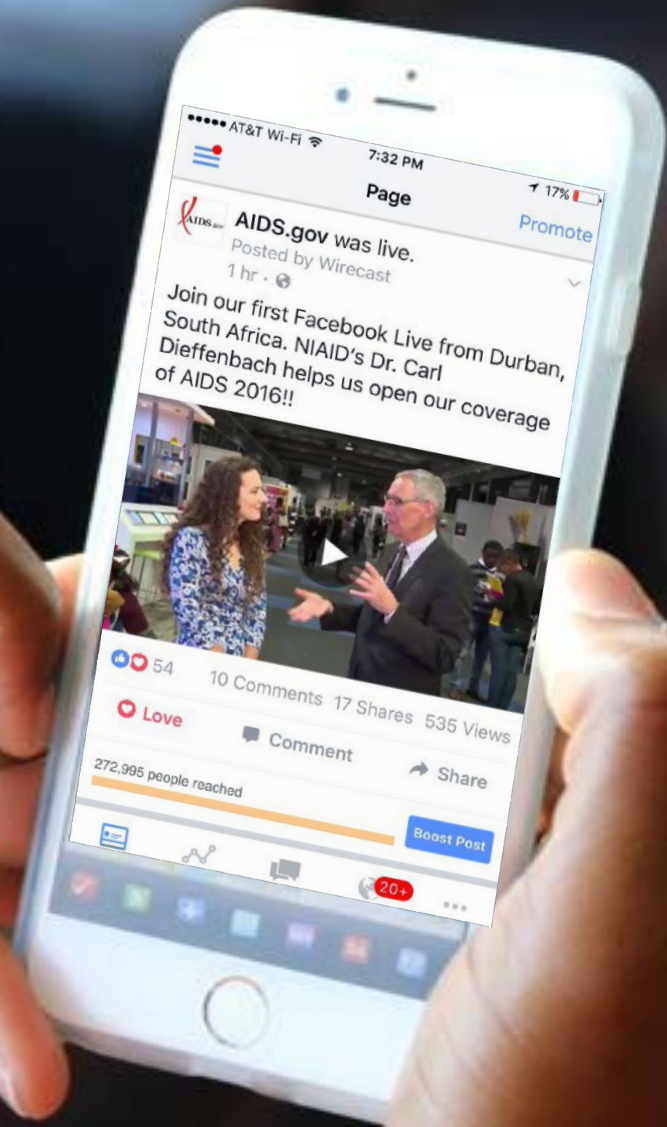 ●●●●● AT&T Wi-Fi
7:32 PM
17%
Page
Promote
AIDS.gov
AIDS.gov was live.
Posted by Wirecast
1 hr ·
Join our first Facebook Live from Durban,
South Africa. NIAID's Dr. Carl
Dieffenbach helps us open our coverage
of AIDS 2016!!
54
10 Comments 17 Shares 535 Views
Love
Comment
Share
272,995 people reached
Boost Post
20+